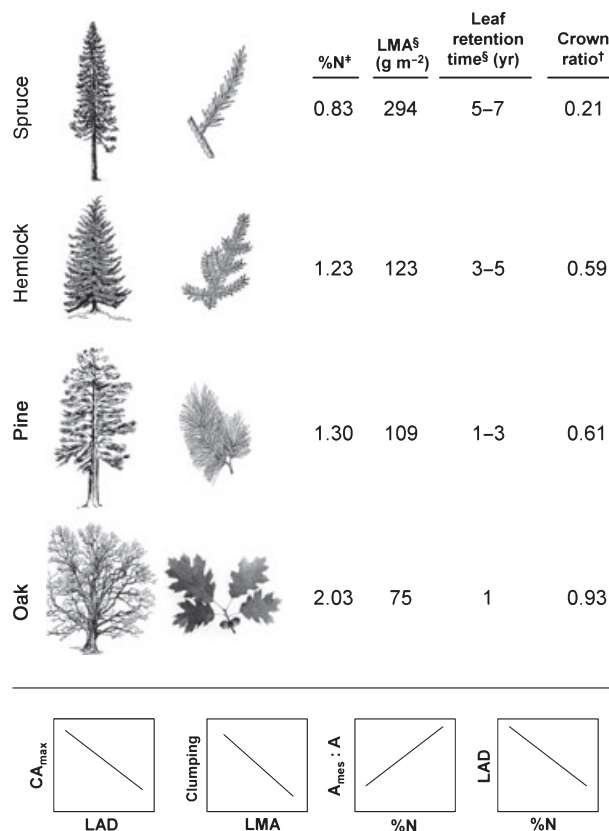 %N‡ LMA§ (g m⁻²) Leaf retention time§ (yr) Crown ratio†
Spruce 0.83 294 5–7 0.21
Hemlock 1.23 123 3–5 0.59
Pine 1.30 109 1–3 0.61
Oak 2.03 75 1 0.93
CAmax
LAD
Clumping
LMA
Ames : A
%N
LAD
%N